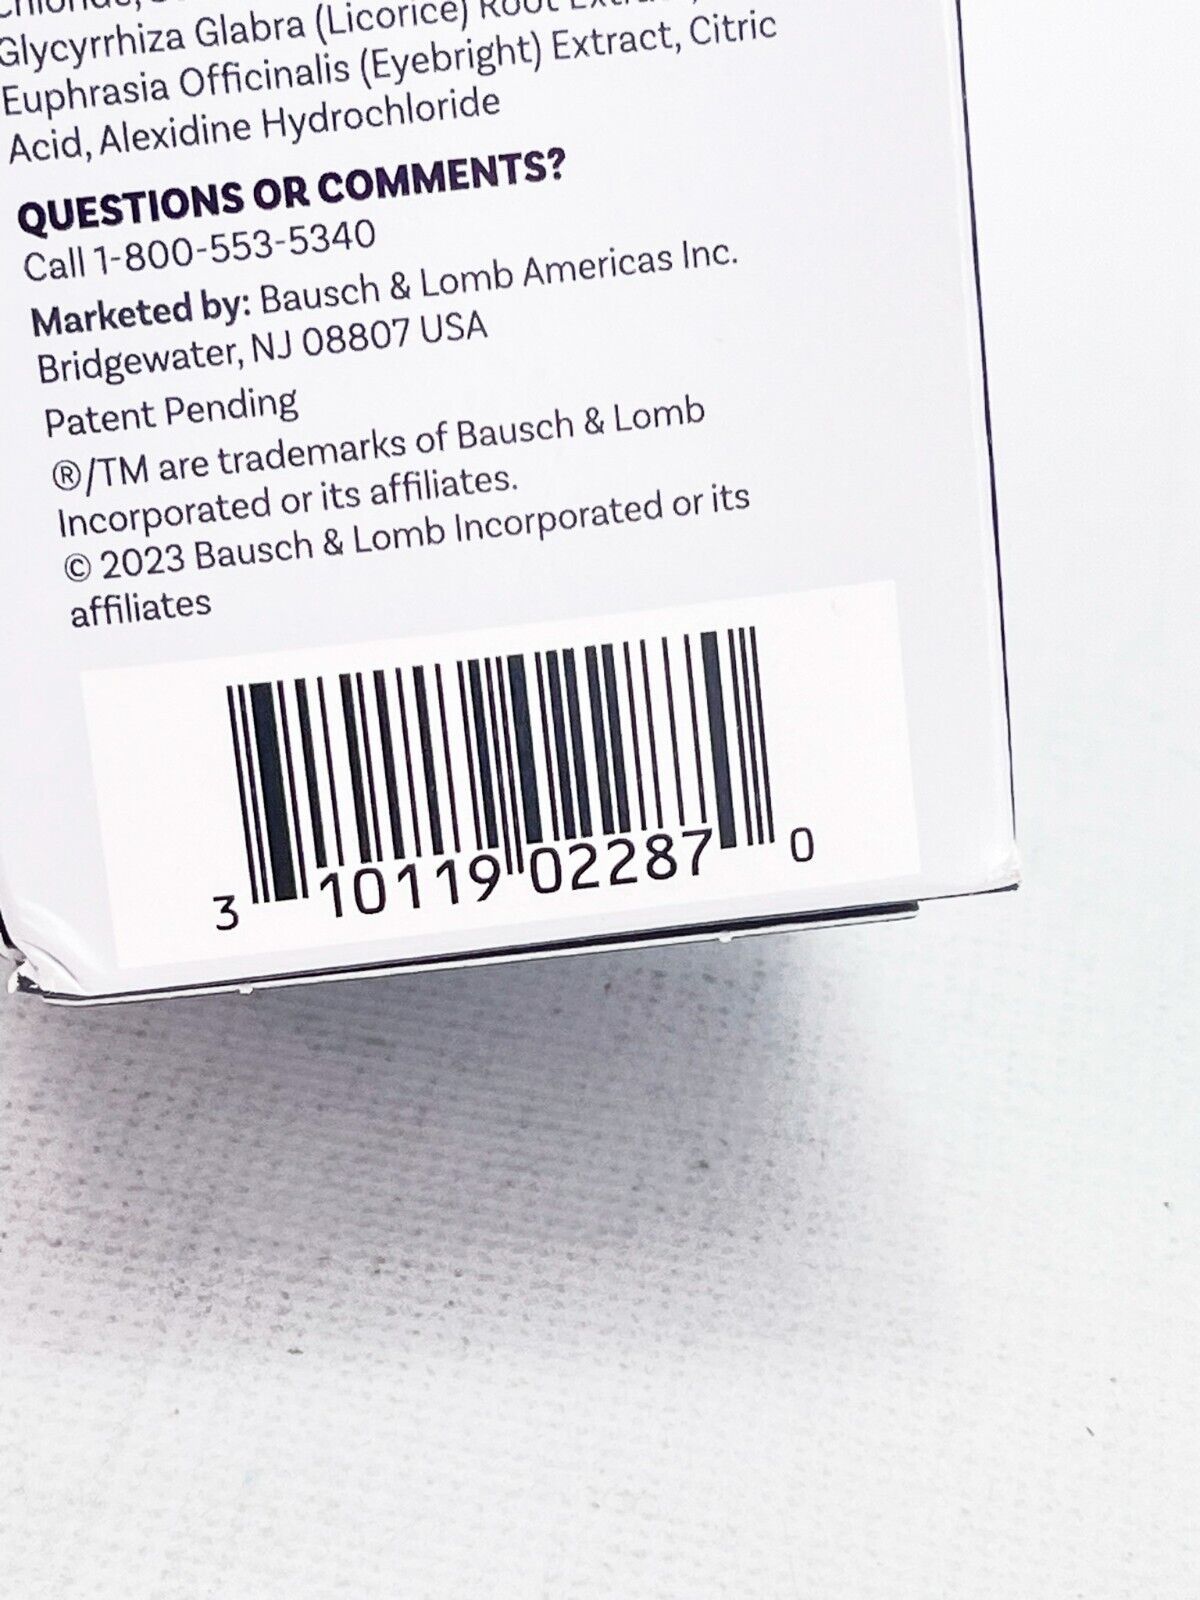 Glycyrrhiza Glabra (Licorice) Root
Euphrasia Officinalis (Eyebright) Extract, Citric
Acid, Alexidine Hydrochloride
QUESTIONS OR COMMENTS?
Call 1-800-553-5340
Marketed by: Bausch & Lomb Americas Inc.
Bridgewater, NJ 08807 USA
Patent Pending
®/TM are trademarks of Bausch & Lomb
Incorporated or its affiliates.
© 2023 Bausch & Lomb Incorporated or its
affiliates
3 10119 02287 0